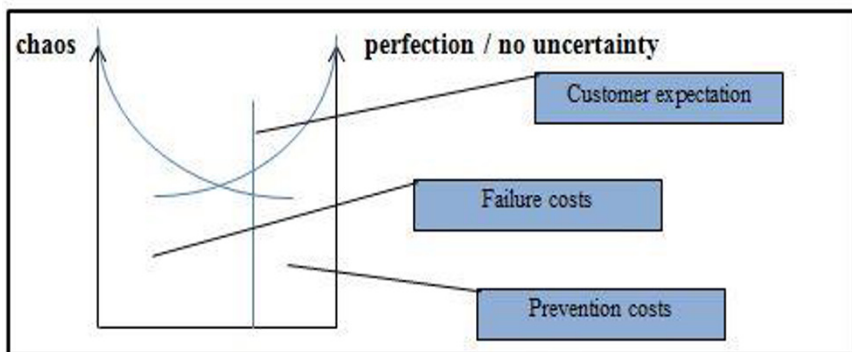 chaos
perfection / no uncertainty
Customer expectation
Failure costs
Prevention costs